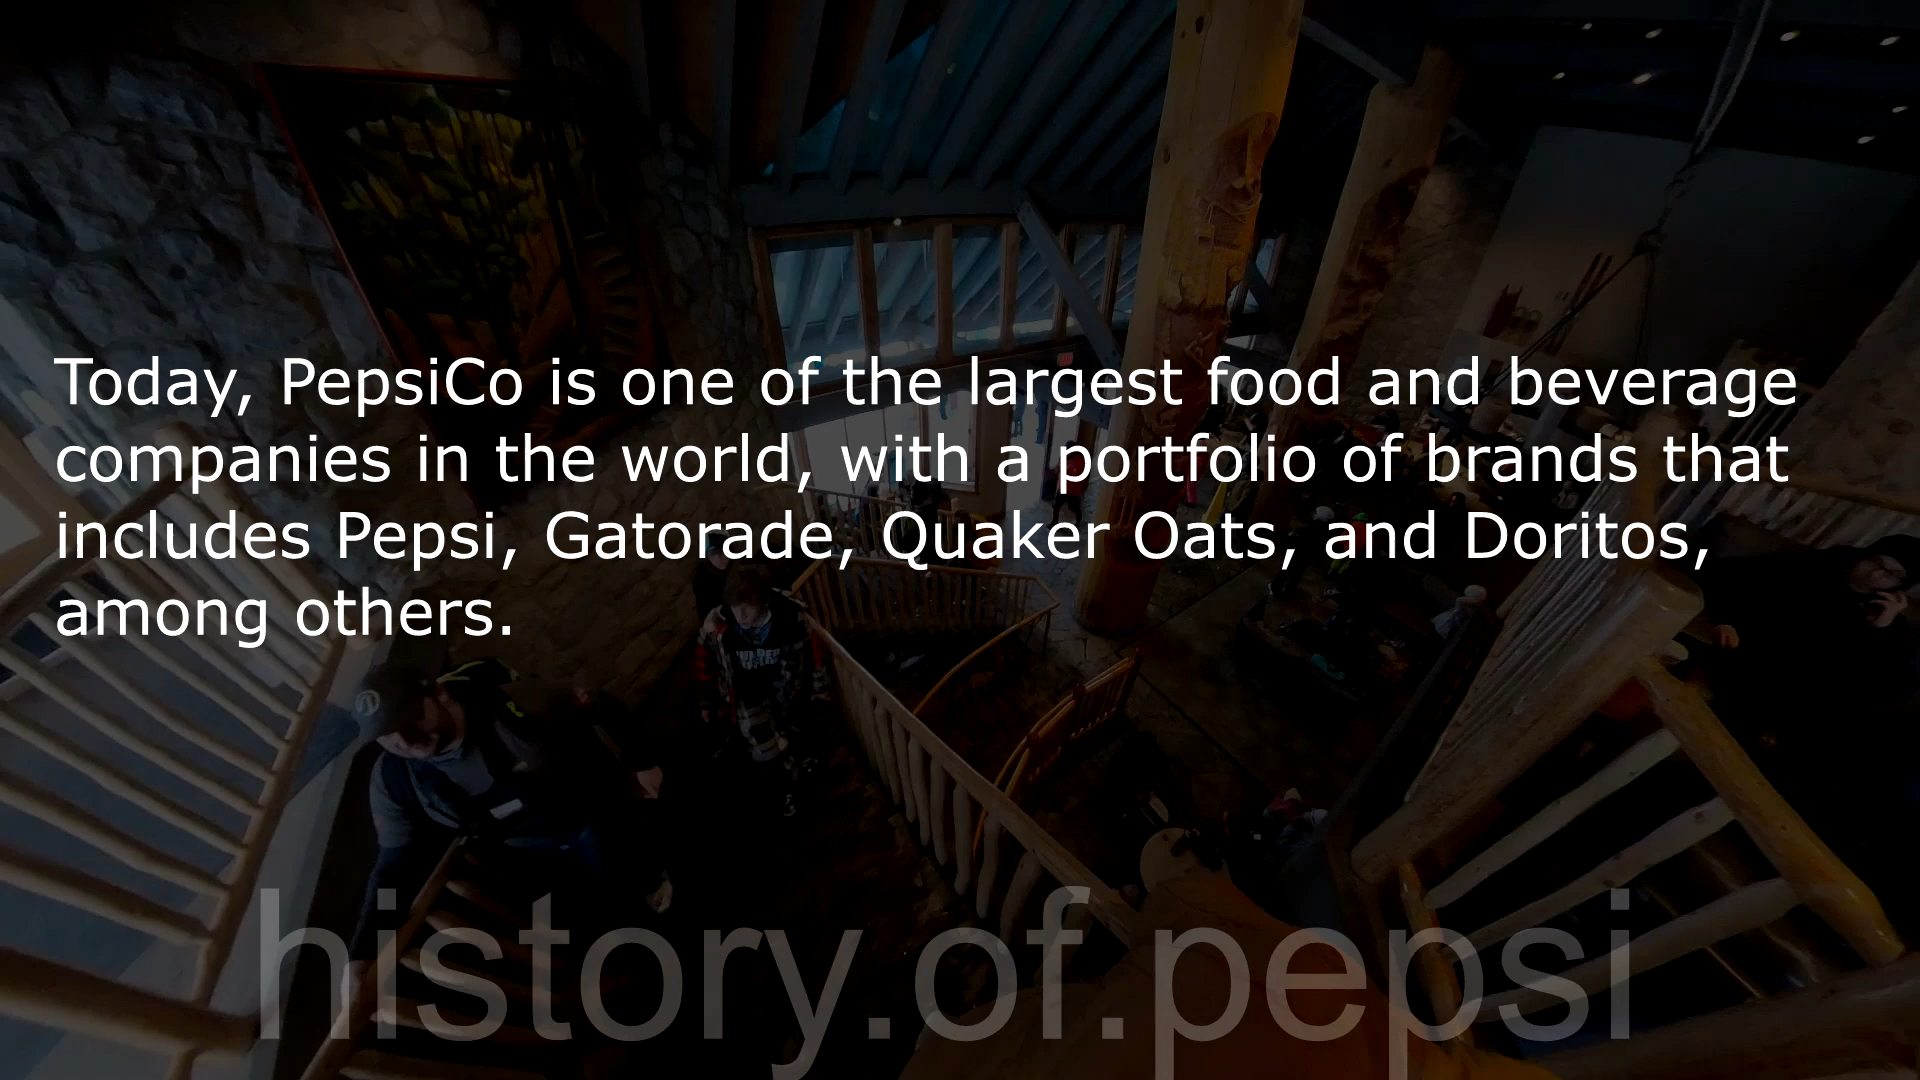 Today, PepsiCo is one of the largest food and beverage
companies in the world, with a portfolio of brands that
includes Pepsi, Gatorade, Quaker Oats, and Doritos,
among others.
history.of.pepsi